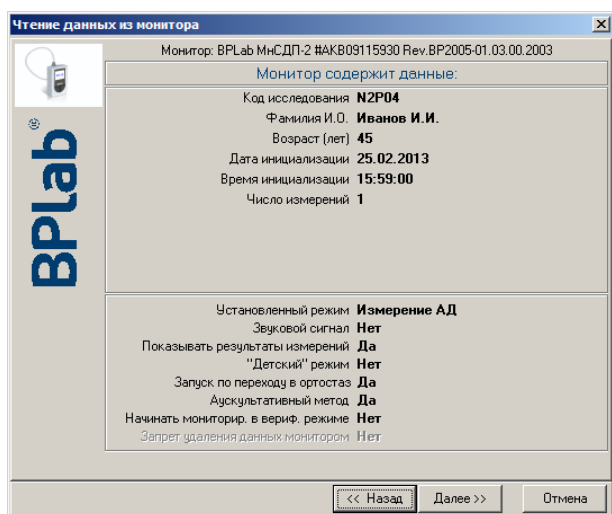 Чтение данных из монитора
Монитор: BPLab МнСДП-2 #AKB09115930 Rev.BP2005-01.03.00.2003
Монитор содержит данные:
Код исследования N2P04
Фамилия И.О. Иванов И.И.
Возраст (лет) 45
Дата инициализации 25.02.2013
Время инициализации 15:59:00
Число измерений 1
BPLab ®
Установленный режим Измерение АД
Звуковой сигнал Нет
Показывать результаты измерений Да
"Детский" режим Нет
Запуск по переходу в ортостаз Да
Аускультативный метод Да
Начинать мониторир. в вериф. режиме Нет
Запрет удаления данных монитором Нет
<< Назад Далее >> Отмена